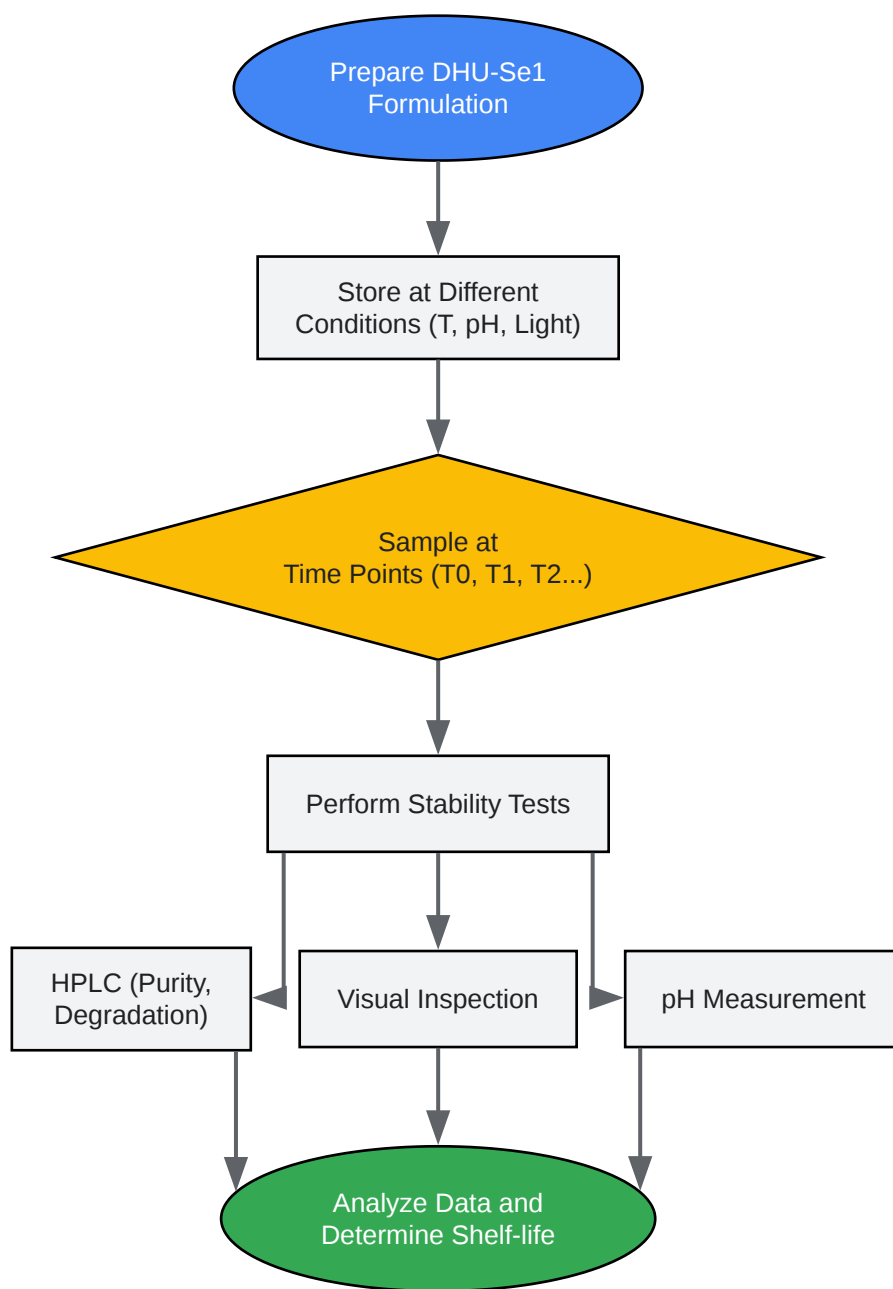 Prepare DHU-Se1
Formulation
Store at Different
Conditions (T, pH, Light)
Sample at
Time Points (T0, T1, T2...)
Perform Stability Tests
HPLC (Purity,
Degradation)
Visual Inspection
pH Measurement
Analyze Data and
Determine Shelf-life